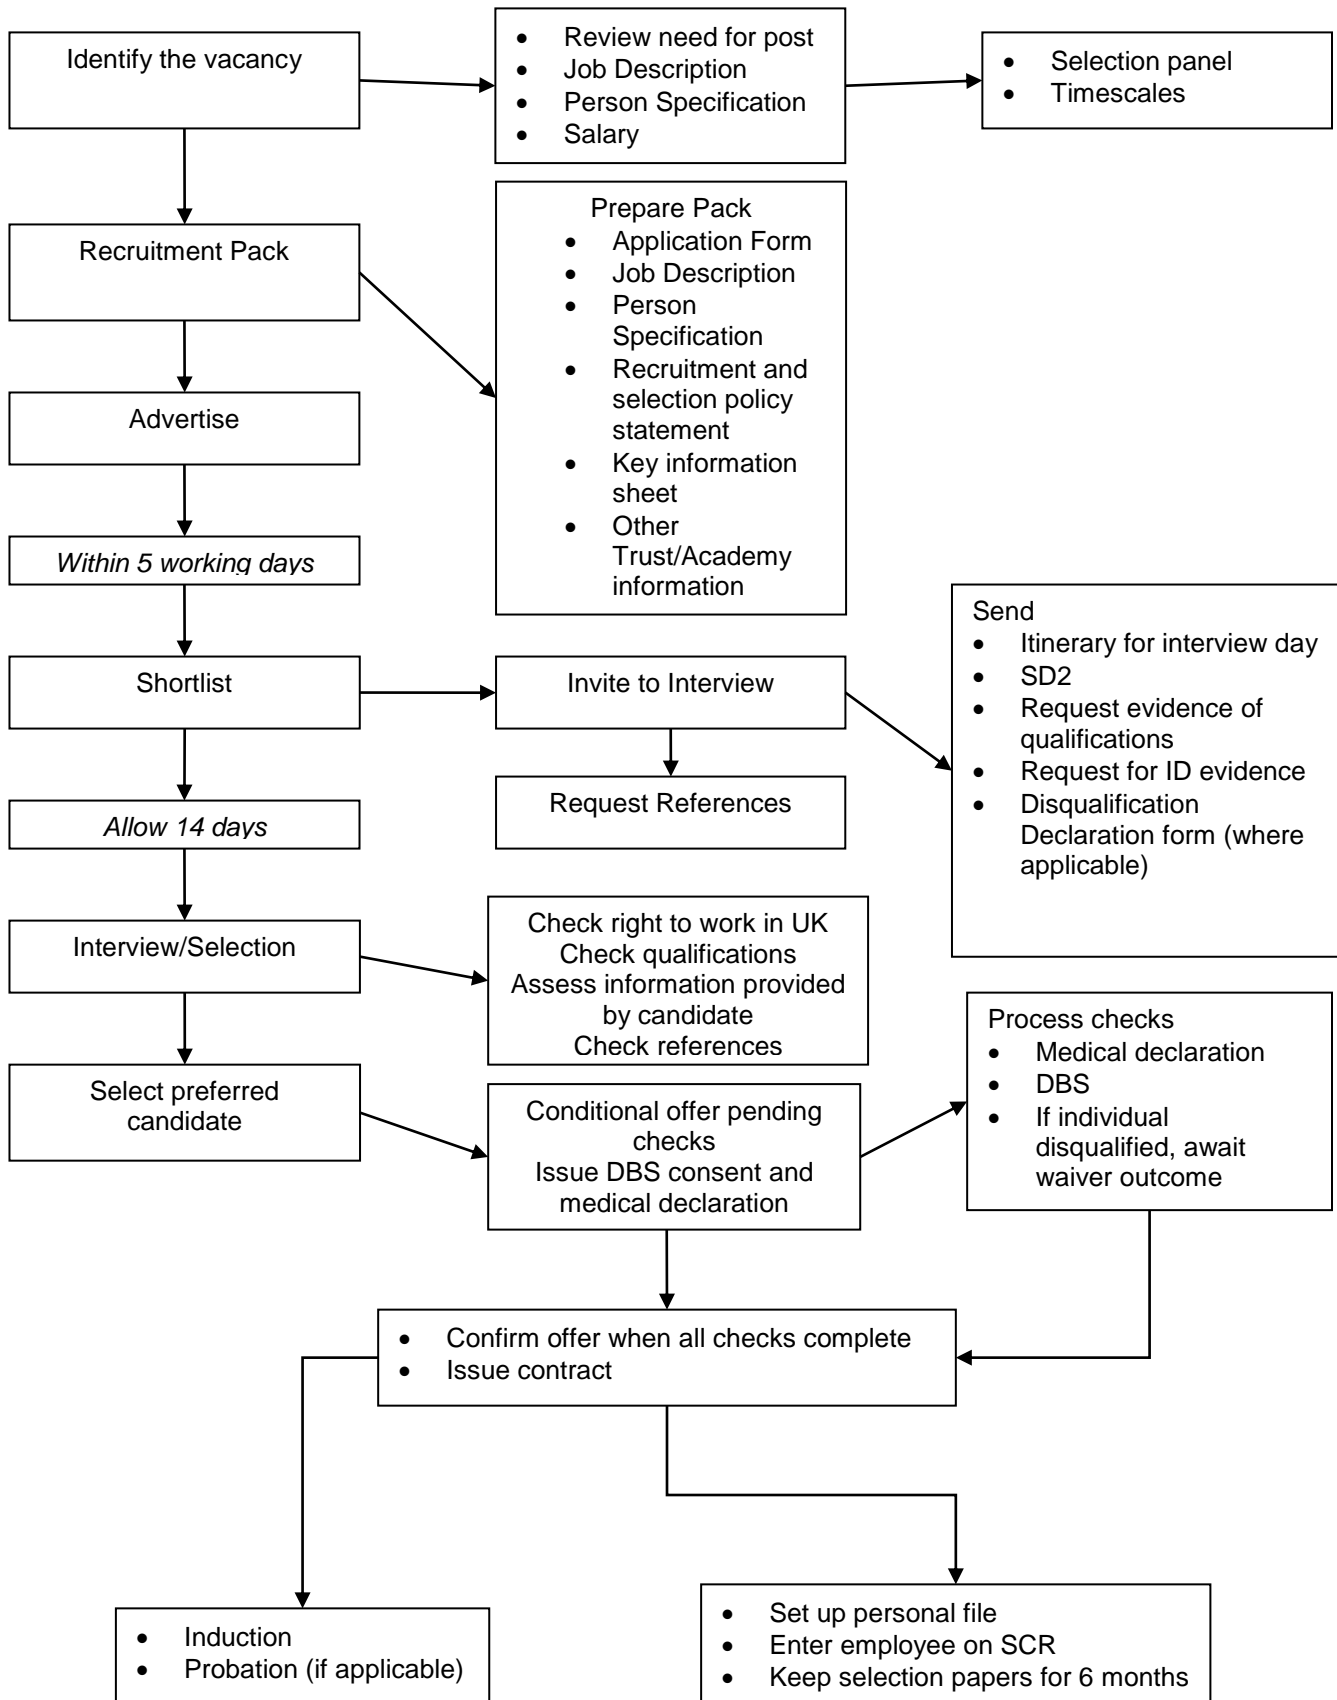 Identify the vacancy
• Review need for post
• Job Description
• Person Specification
• Salary
• Selection panel
• Timescales
Recruitment Pack
Prepare Pack
• Application Form
• Job Description
• Person
Specification
• Recruitment and
selection policy
statement
• Key information
sheet
• Other
Trust/Academy
information
Advertise
Within 5 working days
Shortlist
Invite to Interview
Request References
Send
• Itinerary for interview day
• SD2
• Request evidence of
qualifications
• Request for ID evidence
• Disqualification
Declaration form (where
applicable)
Allow 14 days
Interview/Selection
Check right to work in UK
Check qualifications
Assess information provided
by candidate
Check references
Select preferred
candidate
Conditional offer pending
checks
Issue DBS consent and
medical declaration
Process checks
• Medical declaration
• DBS
• If individual
disqualified, await
waiver outcome
• Confirm offer when all checks complete
• Issue contract
• Induction
• Probation (if applicable)
• Set up personal file
• Enter employee on SCR
• Keep selection papers for 6 months